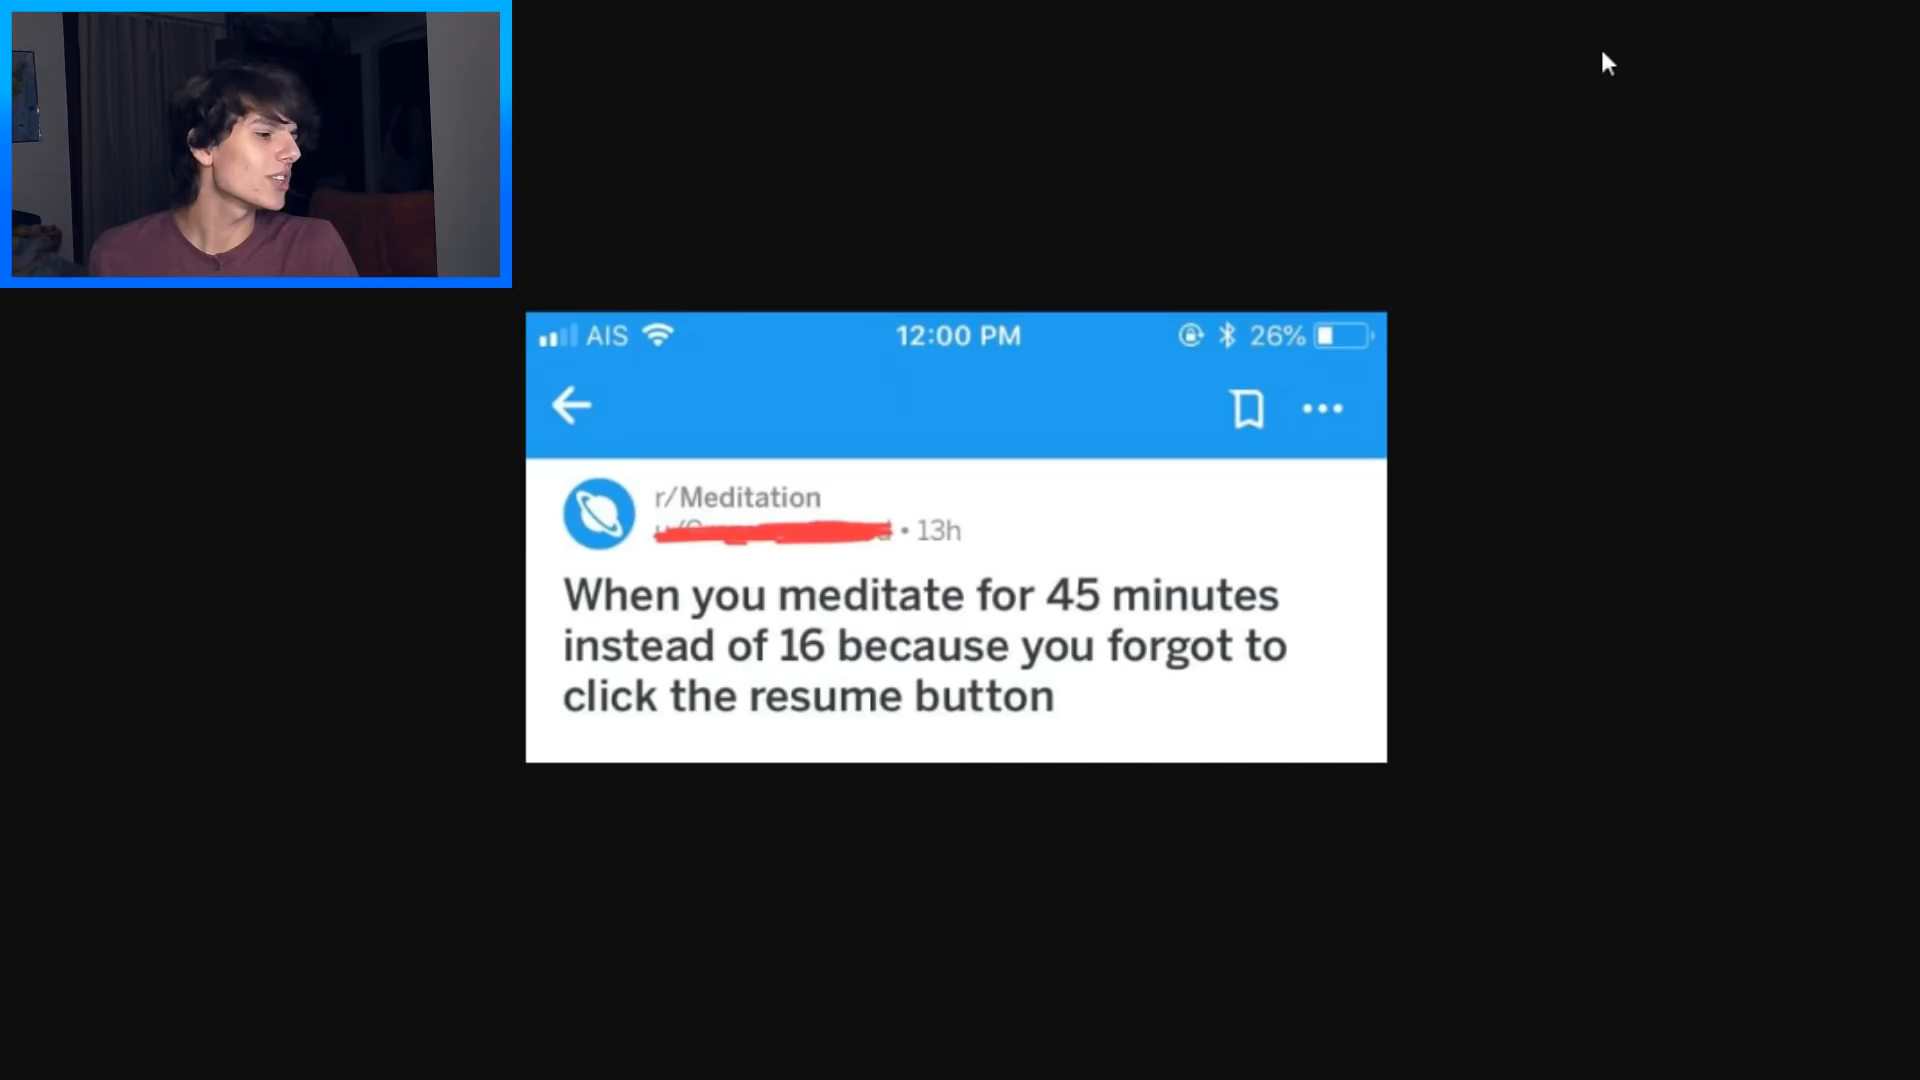 AIS
12:00 PM
26%
r/Meditation
• 13h
When you meditate for 45 minutes
instead of 16 because you forgot to
click the resume button